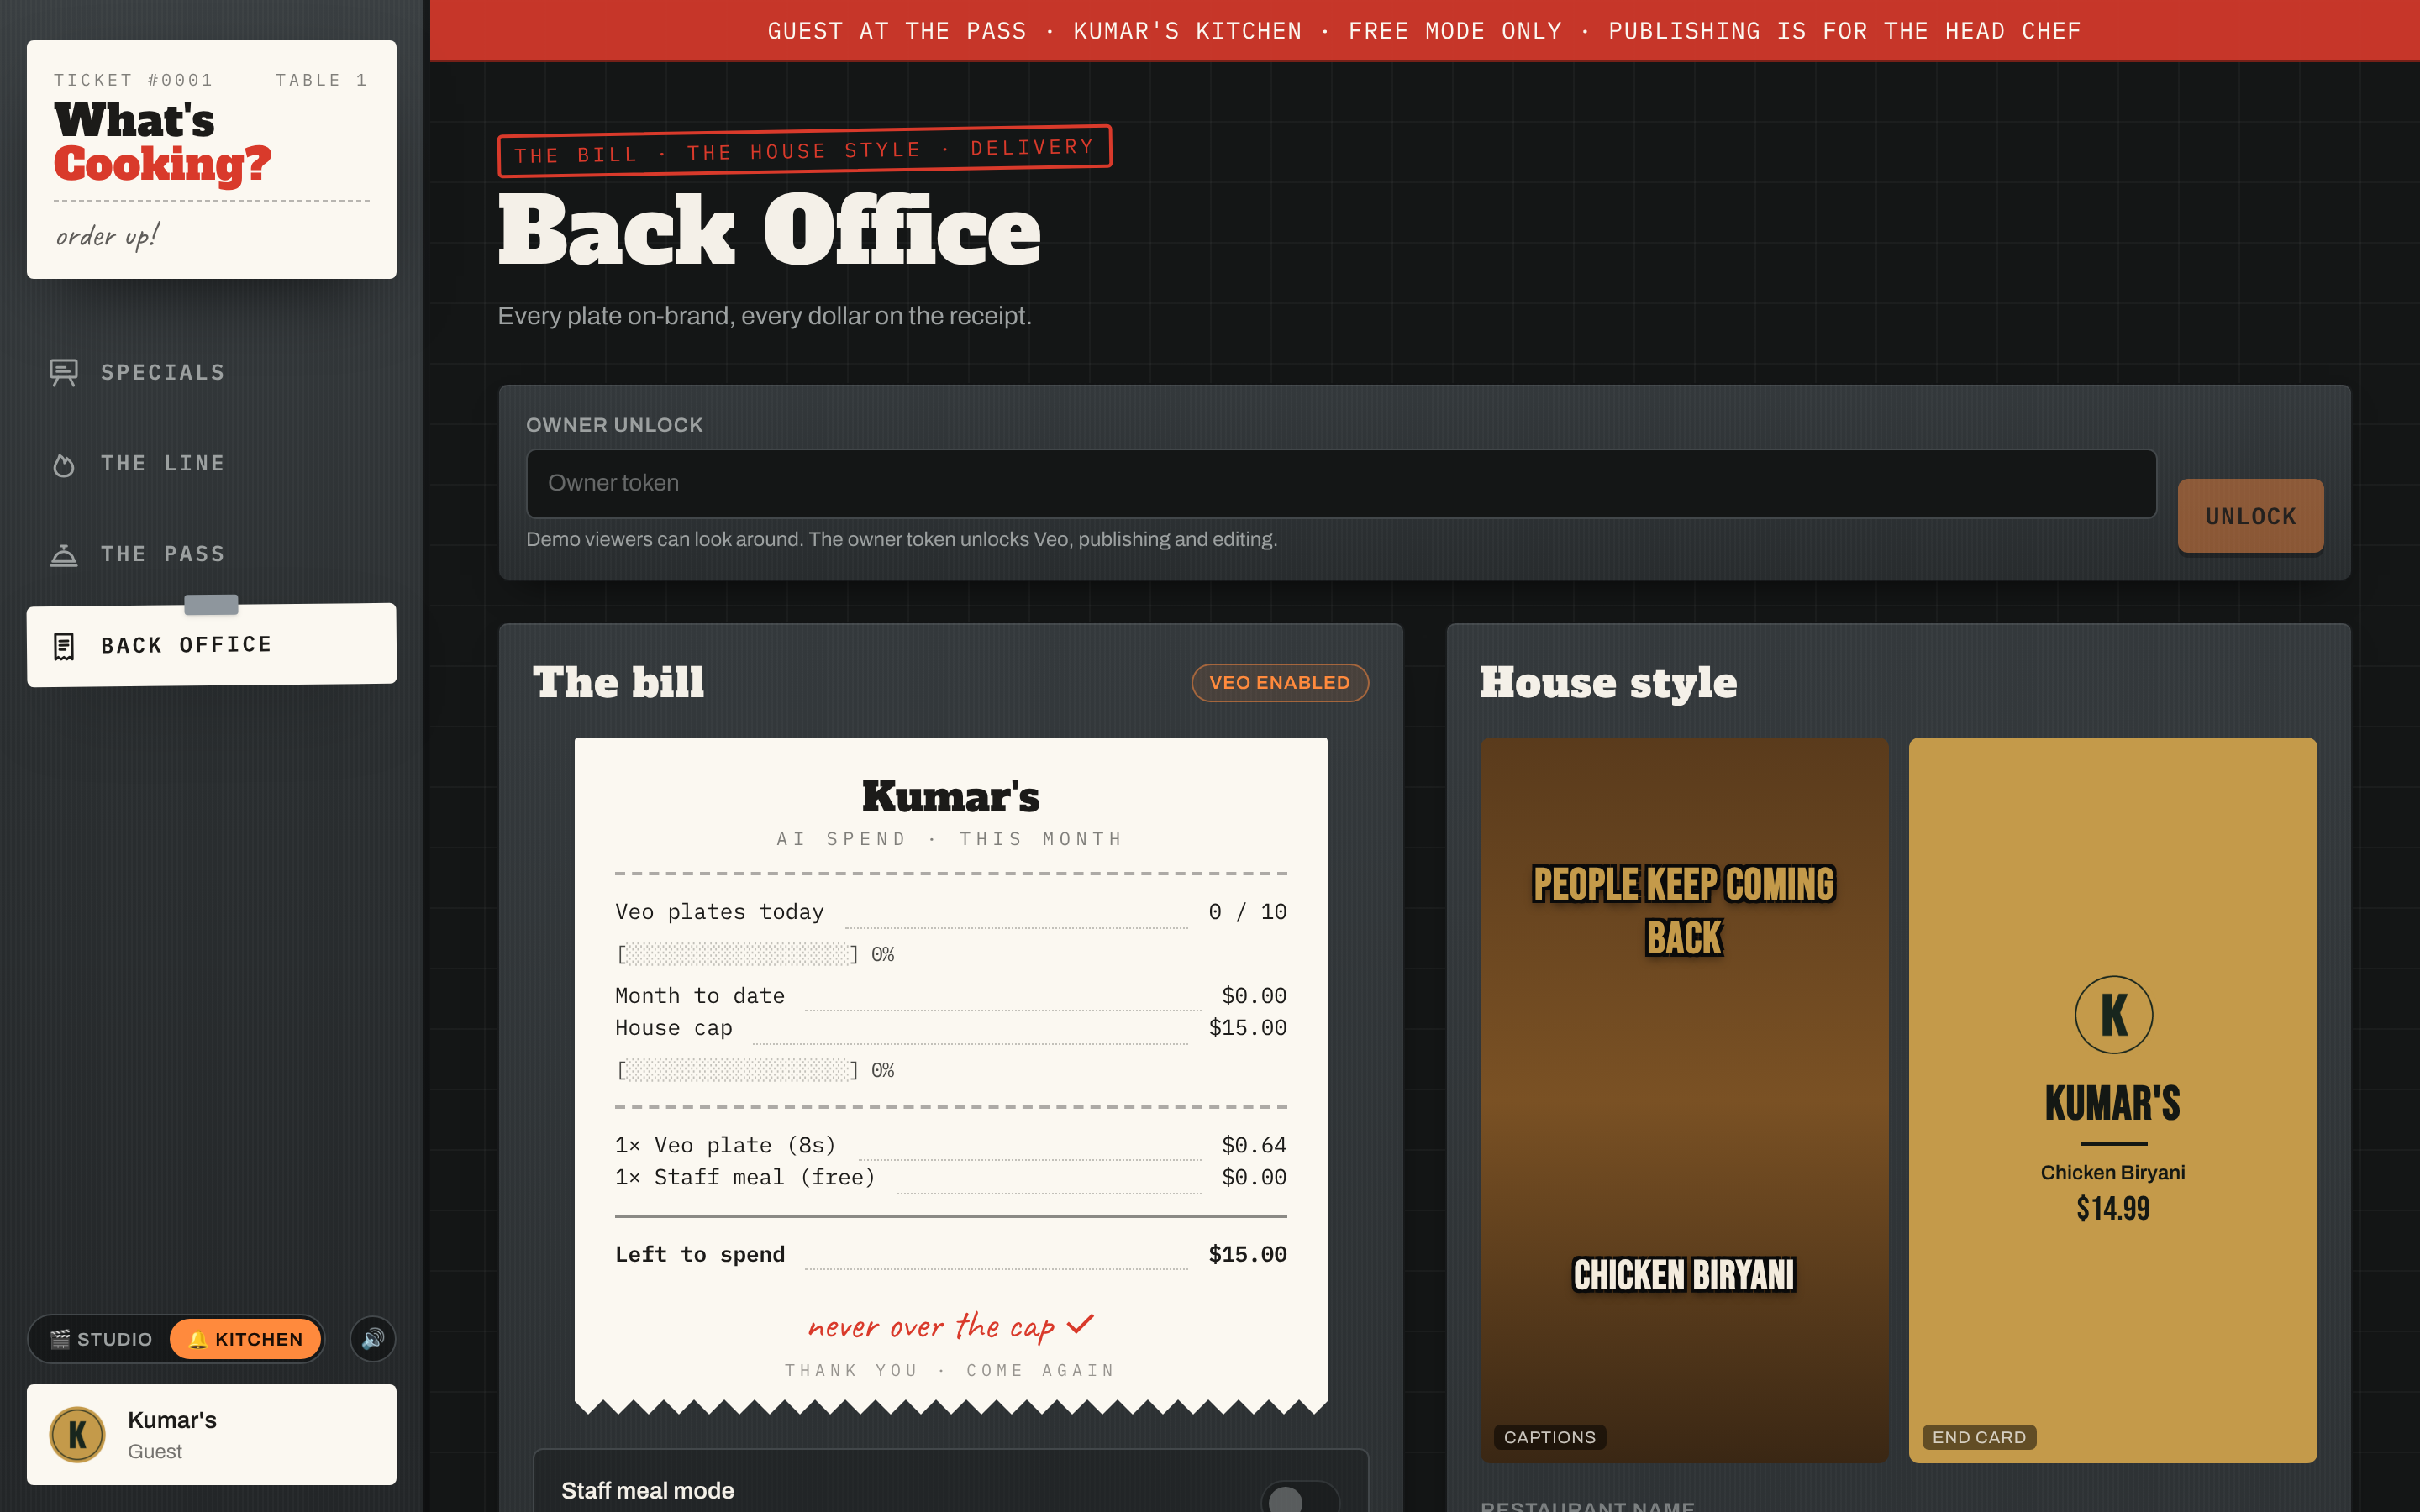 GUEST AT THE PASS · KUMAR'S KITCHEN · FREE MODE ONLY · PUBLISHING IS FOR THE HEAD CHEF
TICKET #0001 TABLE 1
What's
Cooking?
order up!
SPECIALS
THE LINE
THE PASS
BACK OFFICE
🎬 STUDIO 🔔 KITCHEN
K
Kumar's
Guest
THE BILL · THE HOUSE STYLE · DELIVERY
Back Office
Every plate on-brand, every dollar on the receipt.
OWNER UNLOCK
Owner token
UNLOCK
Demo viewers can look around. The owner token unlocks Veo, publishing and editing.
The bill
VEO ENABLED
Kumar's
AI SPEND · THIS MONTH
Veo plates today 0 / 10
[░░░░░░░░░░░░░░░░░░░░] 0%
Month to date $0.00
House cap $15.00
[░░░░░░░░░░░░░░░░░░░░] 0%
1× Veo plate (8s) $0.64
1× Staff meal (free) $0.00
Left to spend $15.00
never over the cap ✓
THANK YOU · COME AGAIN
Staff meal mode
House style
PEOPLE KEEP COMING
BACK
CHICKEN BIRYANI
CAPTIONS
K
KUMAR'S
Chicken Biryani
$14.99
END CARD
RESTAURANT NAME